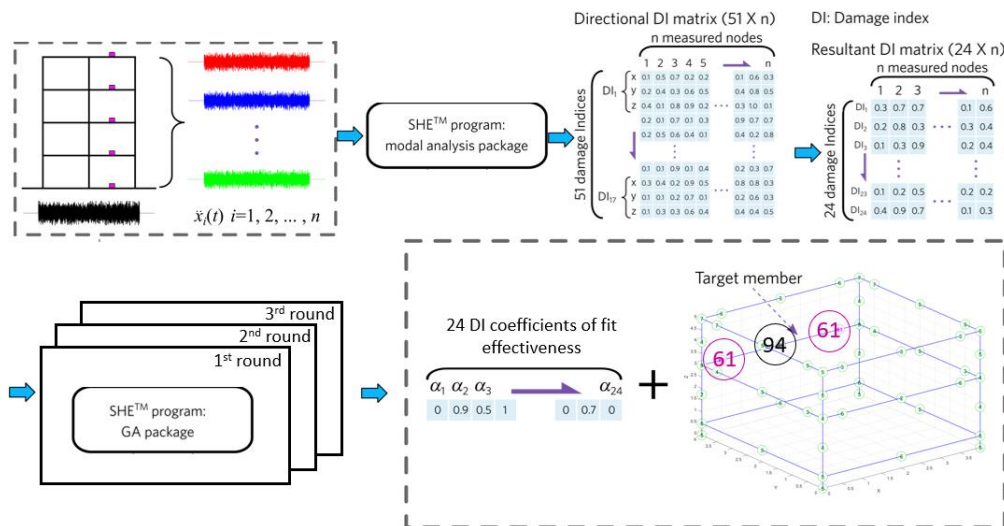 Directional DI matrix (51 X n)
n measured nodes
1 2 3 4 5 n
DI1 x 0.1 0.5 0.7 0.2 0.2 0.1 0.6 0.3
y 0.2 0.4 0.3 0.6 0.5 0.4 0.8 0.5
z 0.4 0.1 0.8 0.9 0.2 ... 0.3 1.0 0.1
0.2 0.1 0.7 0.1 0.3 0.9 0.7 0.7
0.2 0.5 0.6 0.4 0.1 0.4 0.2 0.8
DI17 x 0.1 0.1 0.9 0.1 0.4 0.2 0.3 0.7
x 0.3 0.4 0.2 0.9 0.5 ... 0.8 0.8 0.3
y 0.1 0.1 0.2 0.4 0.5 0.6 0.3 0.3
z 0.1 0.3 0.3 0.6 0.4 0.4 0.4 0.5
51 damage Indices
DI: Damage index
Resultant DI matrix (24 X n)
n measured nodes
1 2 3 n
DI1 0.3 0.7 0.7 0.1 0.6
DI2 0.2 0.8 0.3 ... 0.3 0.4
DI3 0.1 0.3 0.9 0.2 0.4
DI23 0.1 0.2 0.5 ... 0.2 0.2
DI24 0.4 0.9 0.7 0.1 0.3
24 damage Indices
SHE™ program:
modal analysis package
ẍi(t) i=1, 2, ... , n
3rd round
2nd round
1st round
SHE™ program:
GA package
24 DI coefficients of fit
effectiveness
α1 α2 α3 α24
0 0.9 0.5 1 0 0.7 0
+
Target member
61
94
61